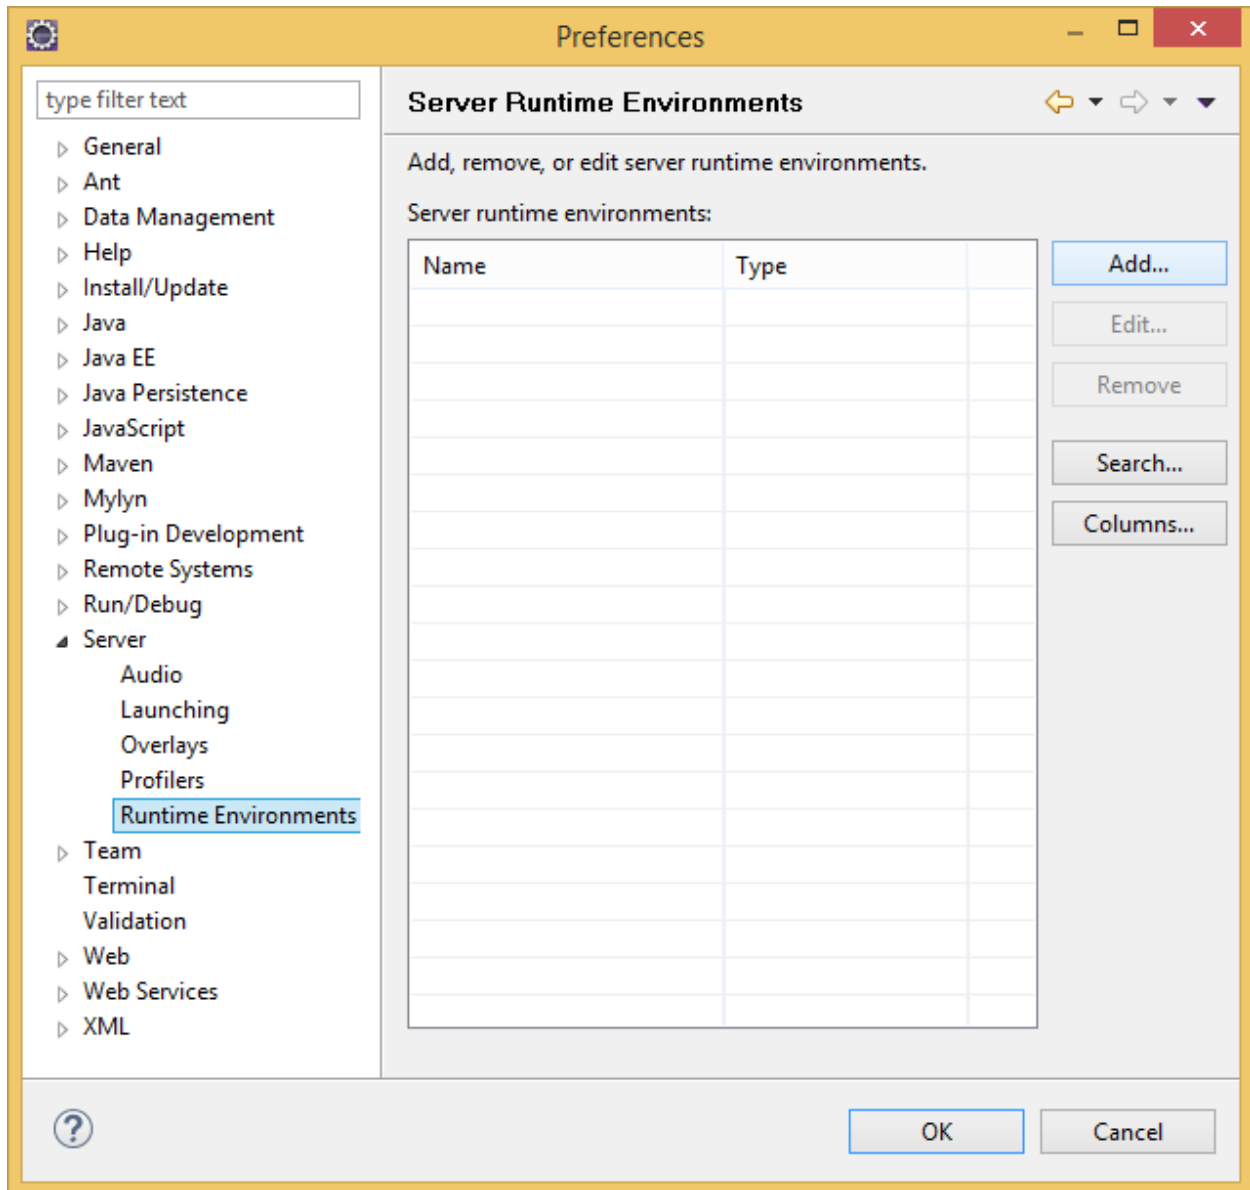 Preferences
type filter text
General
Ant
Data Management
Help
Install/Update
Java
Java EE
Java Persistence
JavaScript
Maven
Mylyn
Plug-in Development
Remote Systems
Run/Debug
Server
Audio
Launching
Overlays
Profilers
Runtime Environments
Team
Terminal
Validation
Web
Web Services
XML
Server Runtime Environments
Add, remove, or edit server runtime environments.
Server runtime environments:
Name Type
Add...
Edit...
Remove
Search...
Columns...
OK Cancel